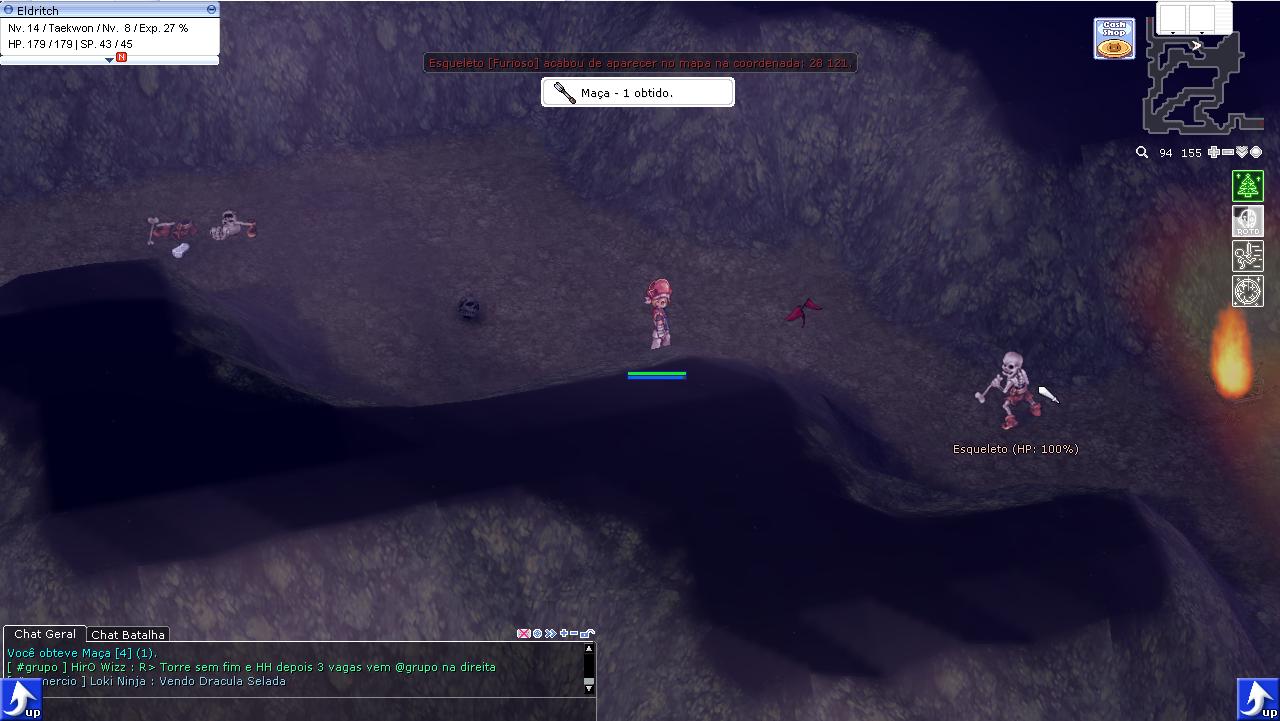 Eldritch
Nv. 14 / Taekwon / Nv. 8 / Exp. 27 %
HP. 179 / 179 | SP. 43 / 45
N
Esqueleto [Furioso] acabou de aparecer no mapa na coordenada: 28 121.
Maça - 1 obtido.
Cash
Shop
94 155
ROTD
Esqueleto (HP: 100%)
Chat Geral
Chat Batalha
Você obteve Maça [4] (1).
[ #grupo ] HirO Wizz : R> Torre sem fim e HH depois 3 vagas vem @grupo na direita
mercio ] Loki Ninja : Vendo Dracula Selada
up
up